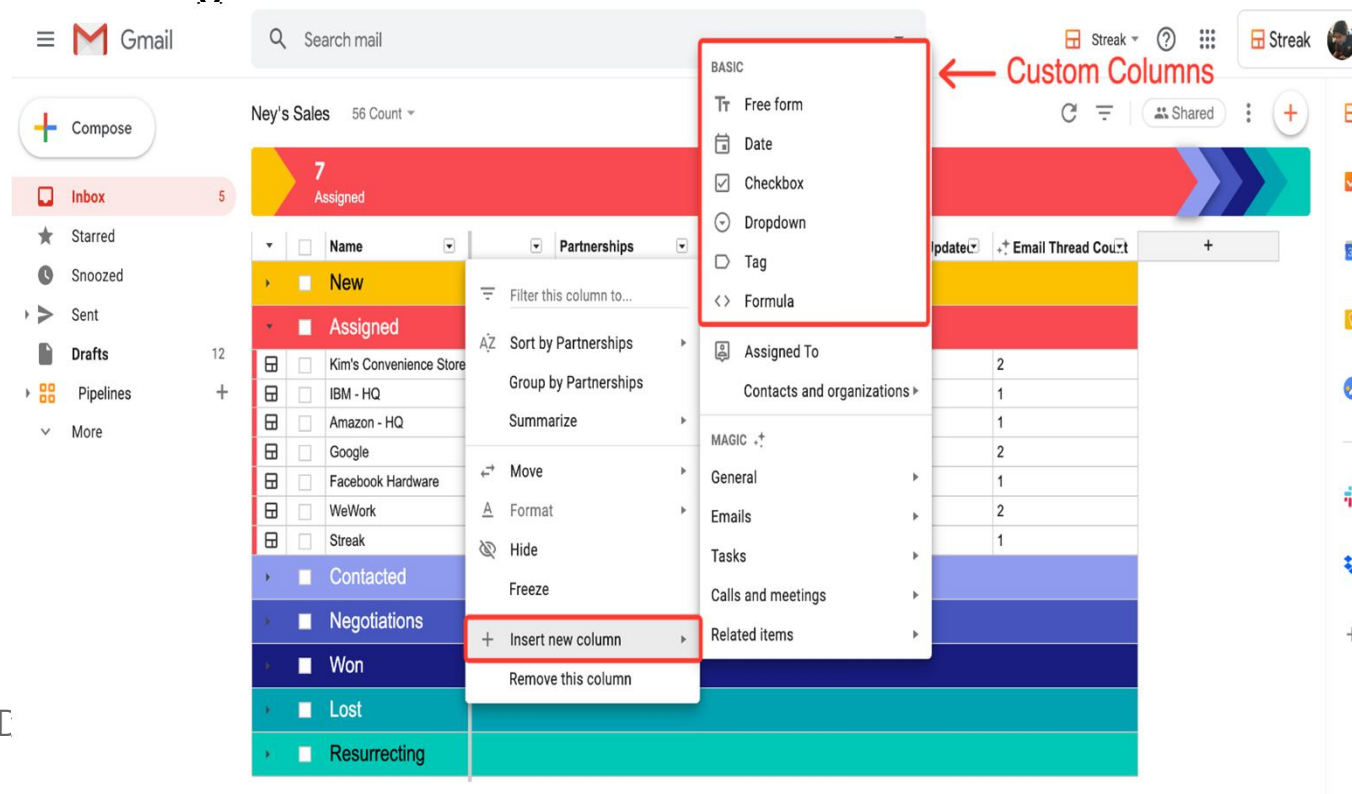 Gmail
Search mail
Streak
Streak
Custom Columns
Compose
Inbox 5
Starred
Snoozed
Sent
Drafts 12
Pipelines
More
Ney's Sales 56 Count
Shared
7
Assigned
Name
Partnerships
Email Thread Cou
New
Assigned
Kim's Convenience Store 2
IBM - HQ 1
Amazon - HQ 1
Google 2
Facebook Hardware 1
WeWork 2
Streak 1
Contacted
Negotiations
Won
Lost
Resurrecting
Filter this column to...
Sort by Partnerships
Group by Partnerships
Summarize
Move
Format
Hide
Freeze
Insert new column
Remove this column
BASIC
Free form
Date
Checkbox
Dropdown
Tag
Formula
Assigned To
Contacts and organizations
MAGIC
General
Emails
Tasks
Calls and meetings
Related items